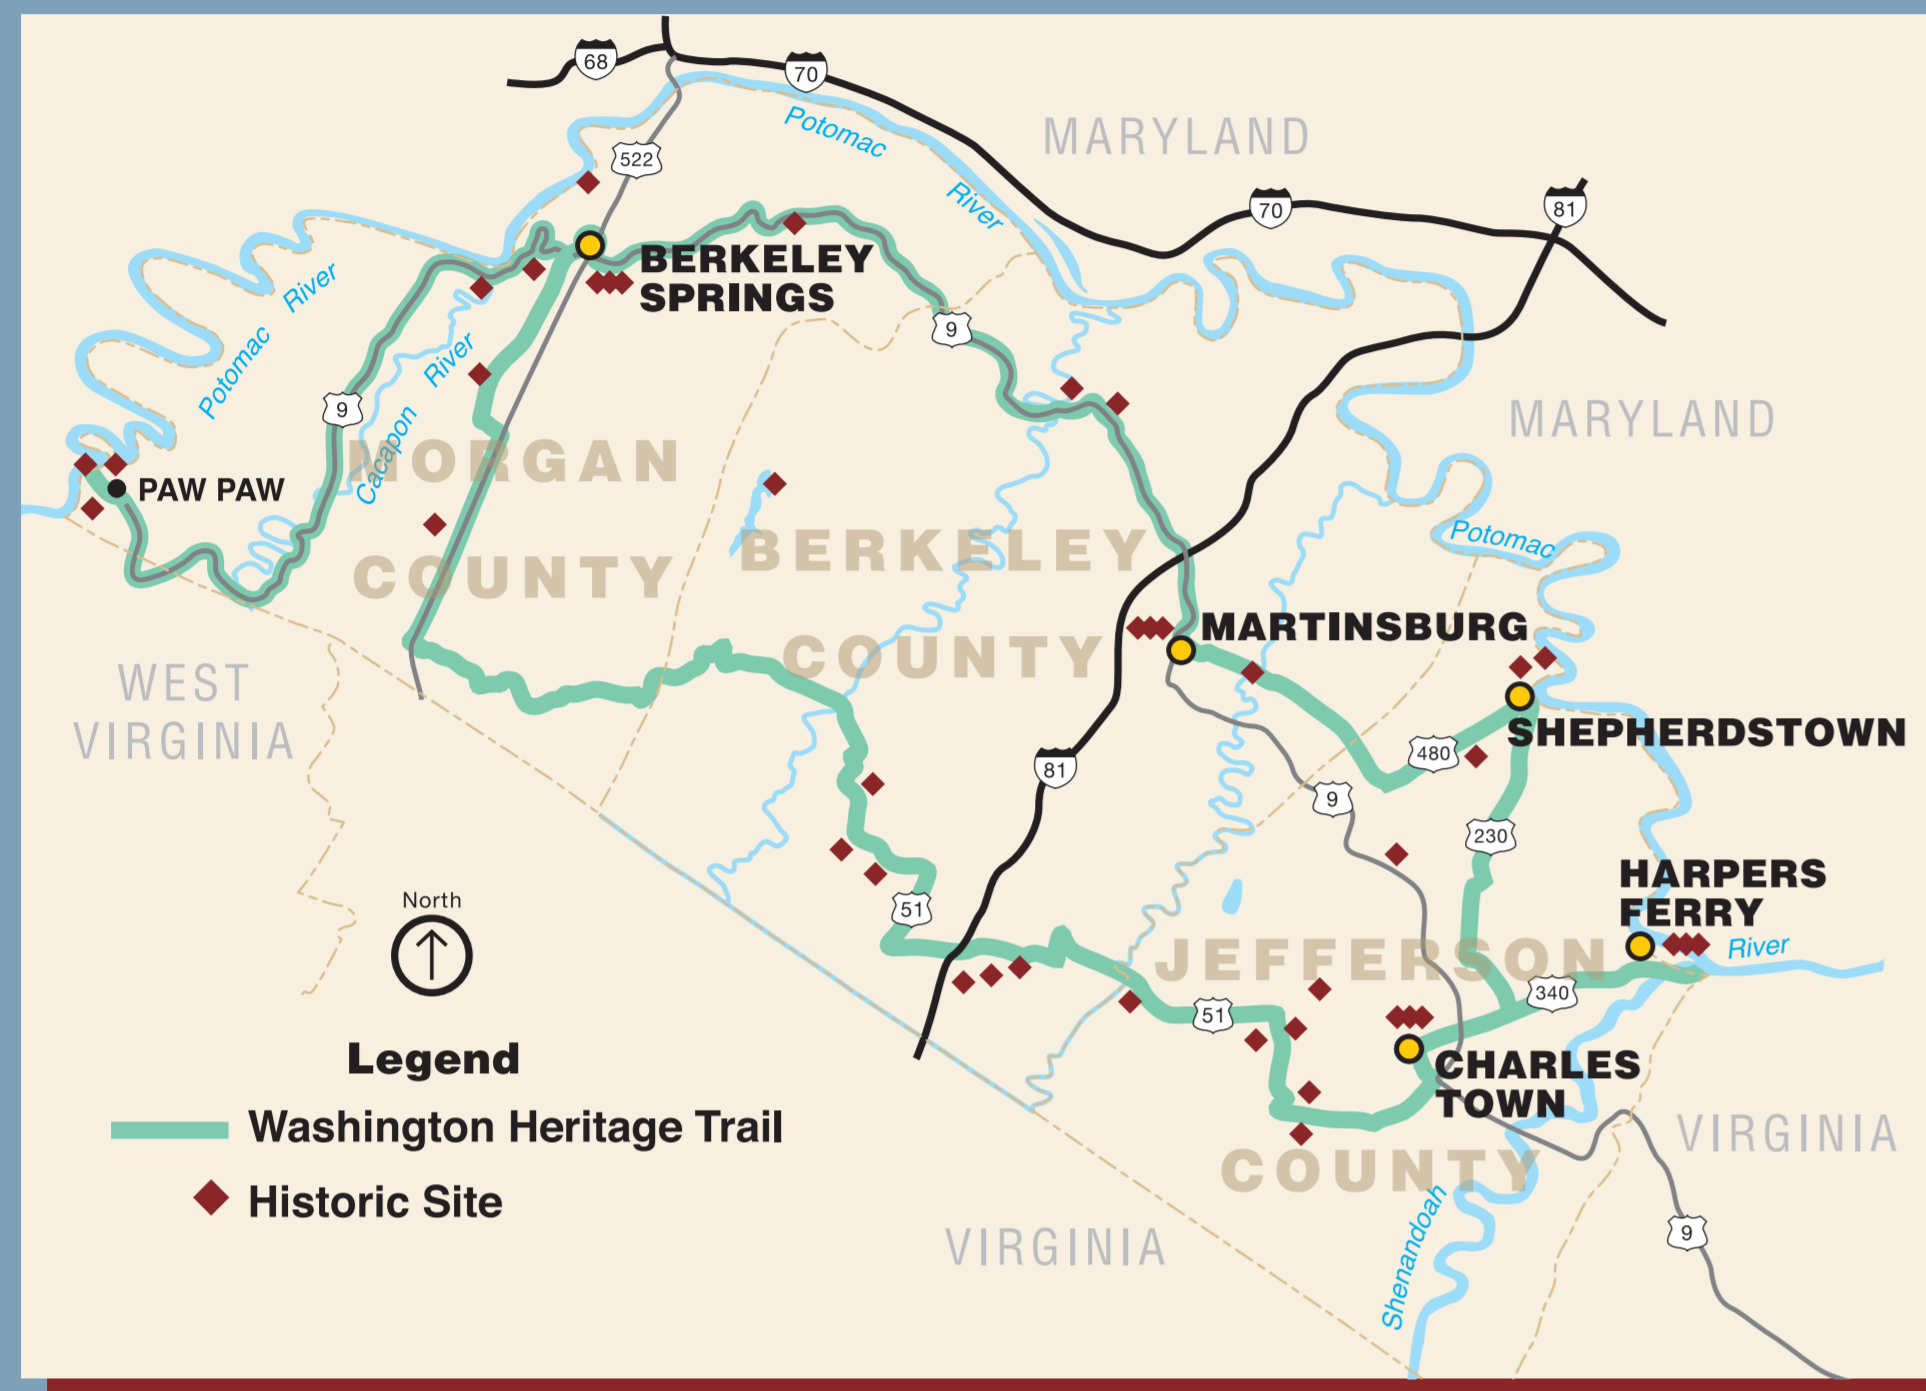 68
70
Potomac
River
MARYLAND
522
70
81
BERKELEY
SPRINGS
Potomac
River
9
Cacapon
River
9
MARYLAND
MORGAN
COUNTY
PAW PAW
BERKELEY
COUNTY
Potomac
MARTINSBURG
WEST
VIRGINIA
SHEPHERDSTOWN
480
81
9
230
HARPERS
FERRY
River
51
JEFFERSON
COUNTY
340
51
CHARLES
TOWN
North
Legend
Washington Heritage Trail
Historic Site
VIRGINIA
VIRGINIA
Shenandoah
9